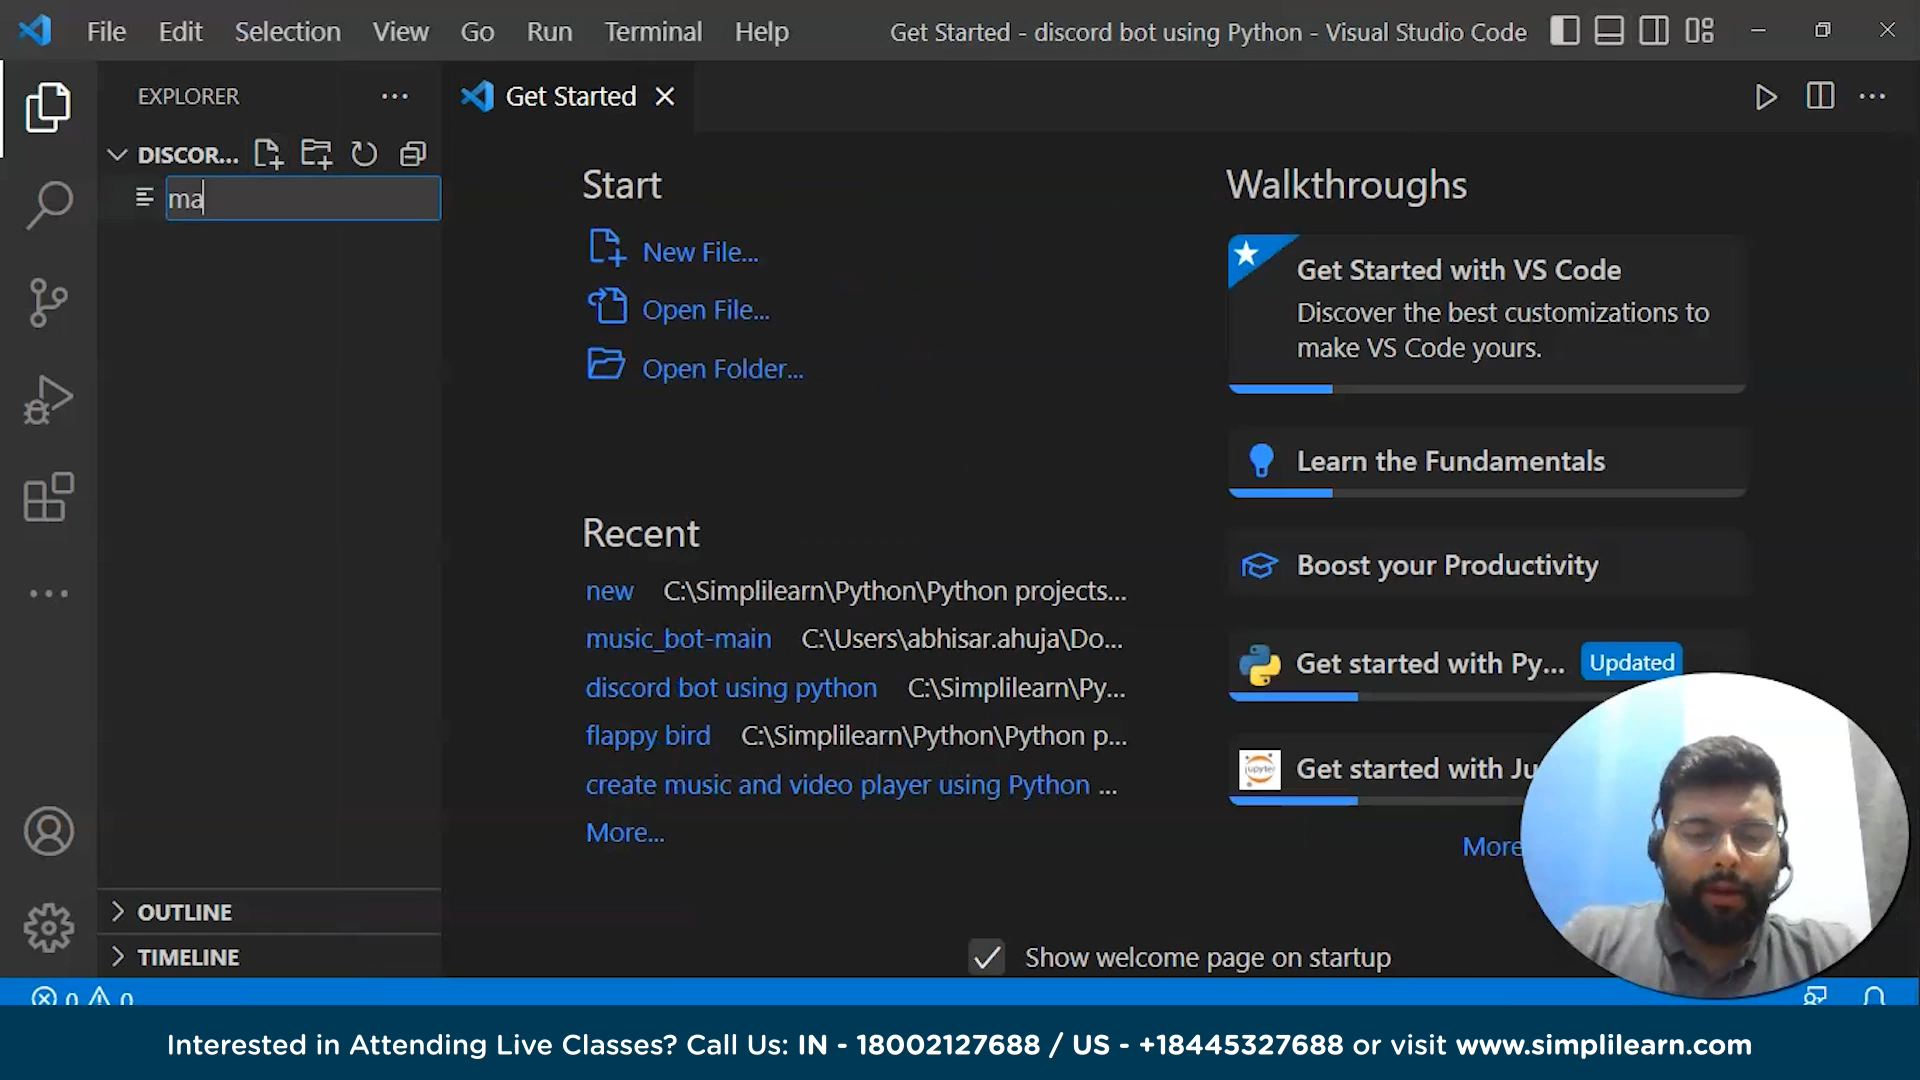 File Edit Selection View Go Run Terminal Help
Get Started - discord bot using Python - Visual Studio Code
EXPLORER
Get Started
DISCOR...
ma
Start
New File...
Open File...
Open Folder...
Recent
new C:\Simplilearn\Python\Python projects...
music_bot-main C:\Users\abhisar.ahuja\Do...
discord bot using python C:\Simplilearn\Py...
flappy bird C:\Simplilearn\Python\Python p...
create music and video player using Python ...
More...
Walkthroughs
Get Started with VS Code
Discover the best customizations to
make VS Code yours.
Learn the Fundamentals
Boost your Productivity
Get started with Py... Updated
jupyter
Get started with Ju
More
OUTLINE
TIMELINE
Show welcome page on startup
0 0
Interested in Attending Live Classes? Call Us: IN - 18002127688 / US - +18445327688 or visit www.simplilearn.com